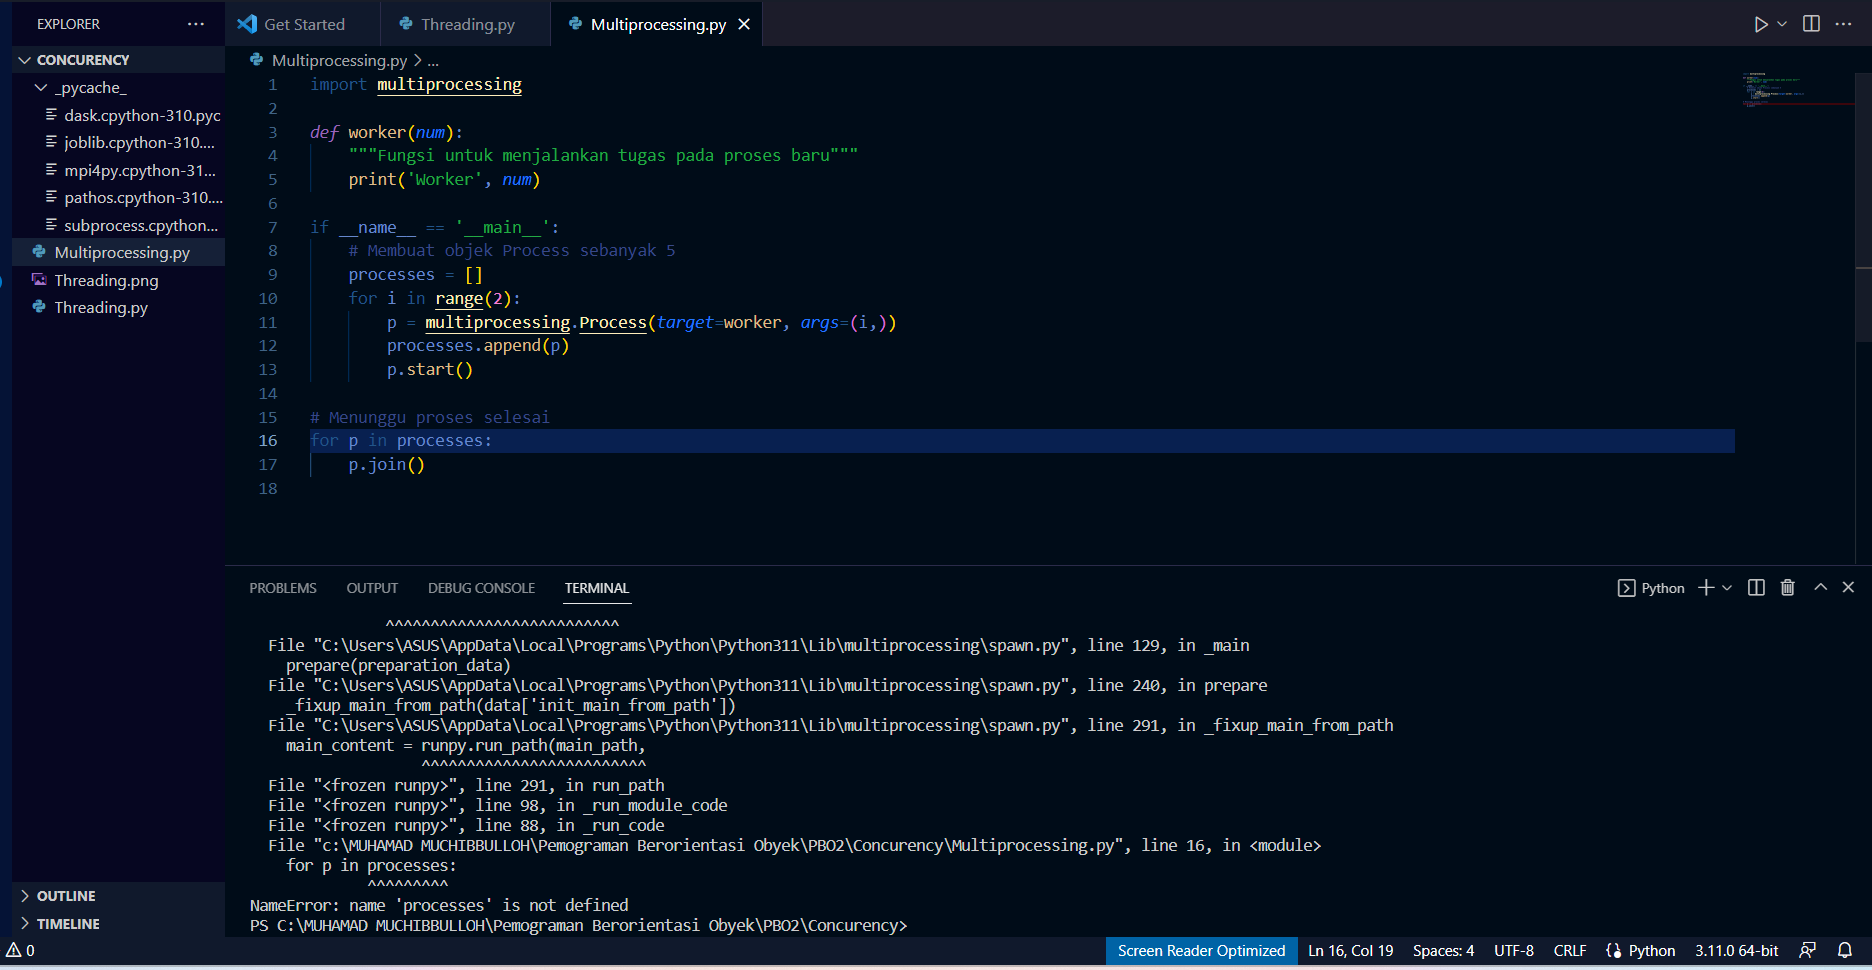 EXPLORER ...
CONCURENCY
_pycache_
dask.cpython-310.pyc
joblib.cpython-310....
mpi4py.cpython-31...
pathos.cpython-310....
subprocess.cpython...
Multiprocessing.py
Threading.png
Threading.py
OUTLINE
TIMELINE
Get Started Threading.py Multiprocessing.py
Multiprocessing.py > ...
1 import multiprocessing
2
3 def worker(num):
4 """Fungsi untuk menjalankan tugas pada proses baru"""
5 print('Worker', num)
6
7 if __name__ == '__main__':
8 # Membuat objek Process sebanyak 5
9 processes = []
10 for i in range(2):
11 p = multiprocessing.Process(target=worker, args=(i,))
12 processes.append(p)
13 p.start()
14
15 # Menunggu proses selesai
16 for p in processes:
17 p.join()
18
PROBLEMS OUTPUT DEBUG CONSOLE TERMINAL Python
^^^^^^^^^^^^^^^^^^^^^^^^^^
File "C:\Users\ASUS\AppData\Local\Programs\Python\Python311\Lib\multiprocessing\spawn.py", line 129, in _main
prepare(preparation_data)
File "C:\Users\ASUS\AppData\Local\Programs\Python\Python311\Lib\multiprocessing\spawn.py", line 240, in prepare
_fixup_main_from_path(data['init_main_from_path'])
File "C:\Users\ASUS\AppData\Local\Programs\Python\Python311\Lib\multiprocessing\spawn.py", line 291, in _fixup_main_from_path
main_content = runpy.run_path(main_path,
^^^^^^^^^^^^^^^^^^^^^^^^^
File "<frozen runpy>", line 291, in run_path
File "<frozen runpy>", line 98, in _run_module_code
File "<frozen runpy>", line 88, in _run_code
File "c:\MUHAMAD MUCHIBBULLOH\Pemograman Berorientasi Obyek\PBO2\Concurency\Multiprocessing.py", line 16, in <module>
for p in processes:
^^^^^^^^^
NameError: name 'processes' is not defined
PS C:\MUHAMAD MUCHIBBULLOH\Pemograman Berorientasi Obyek\PBO2\Concurency>
0 Screen Reader Optimized Ln 16, Col 19 Spaces: 4 UTF-8 CRLF Python 3.11.0 64-bit